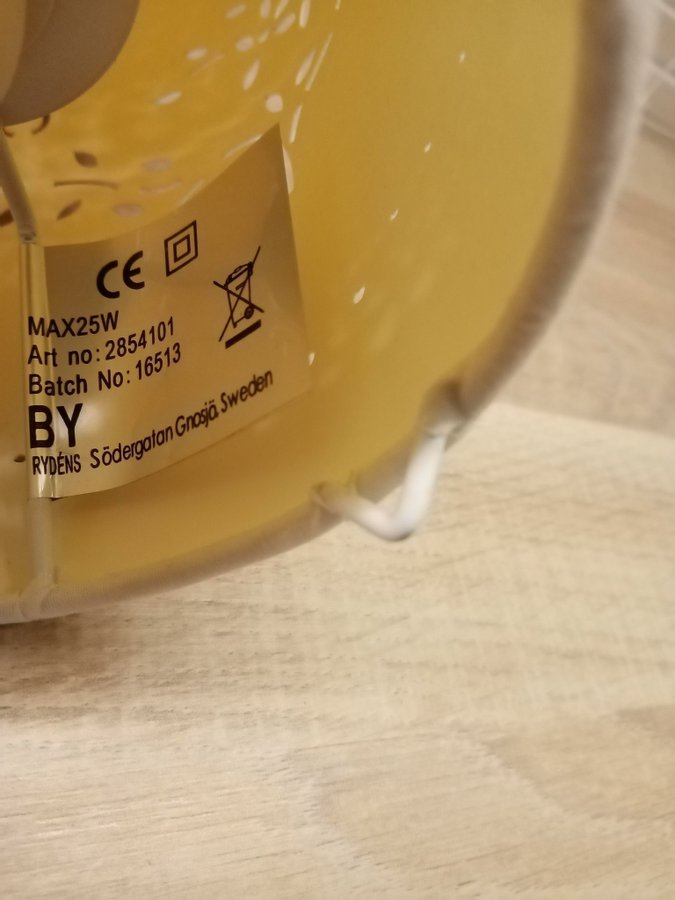 CE
MAX25W
Art no: 2854101
Batch No: 16513
BY
RYDÉNS Södergatan Gnosjö. Sweden